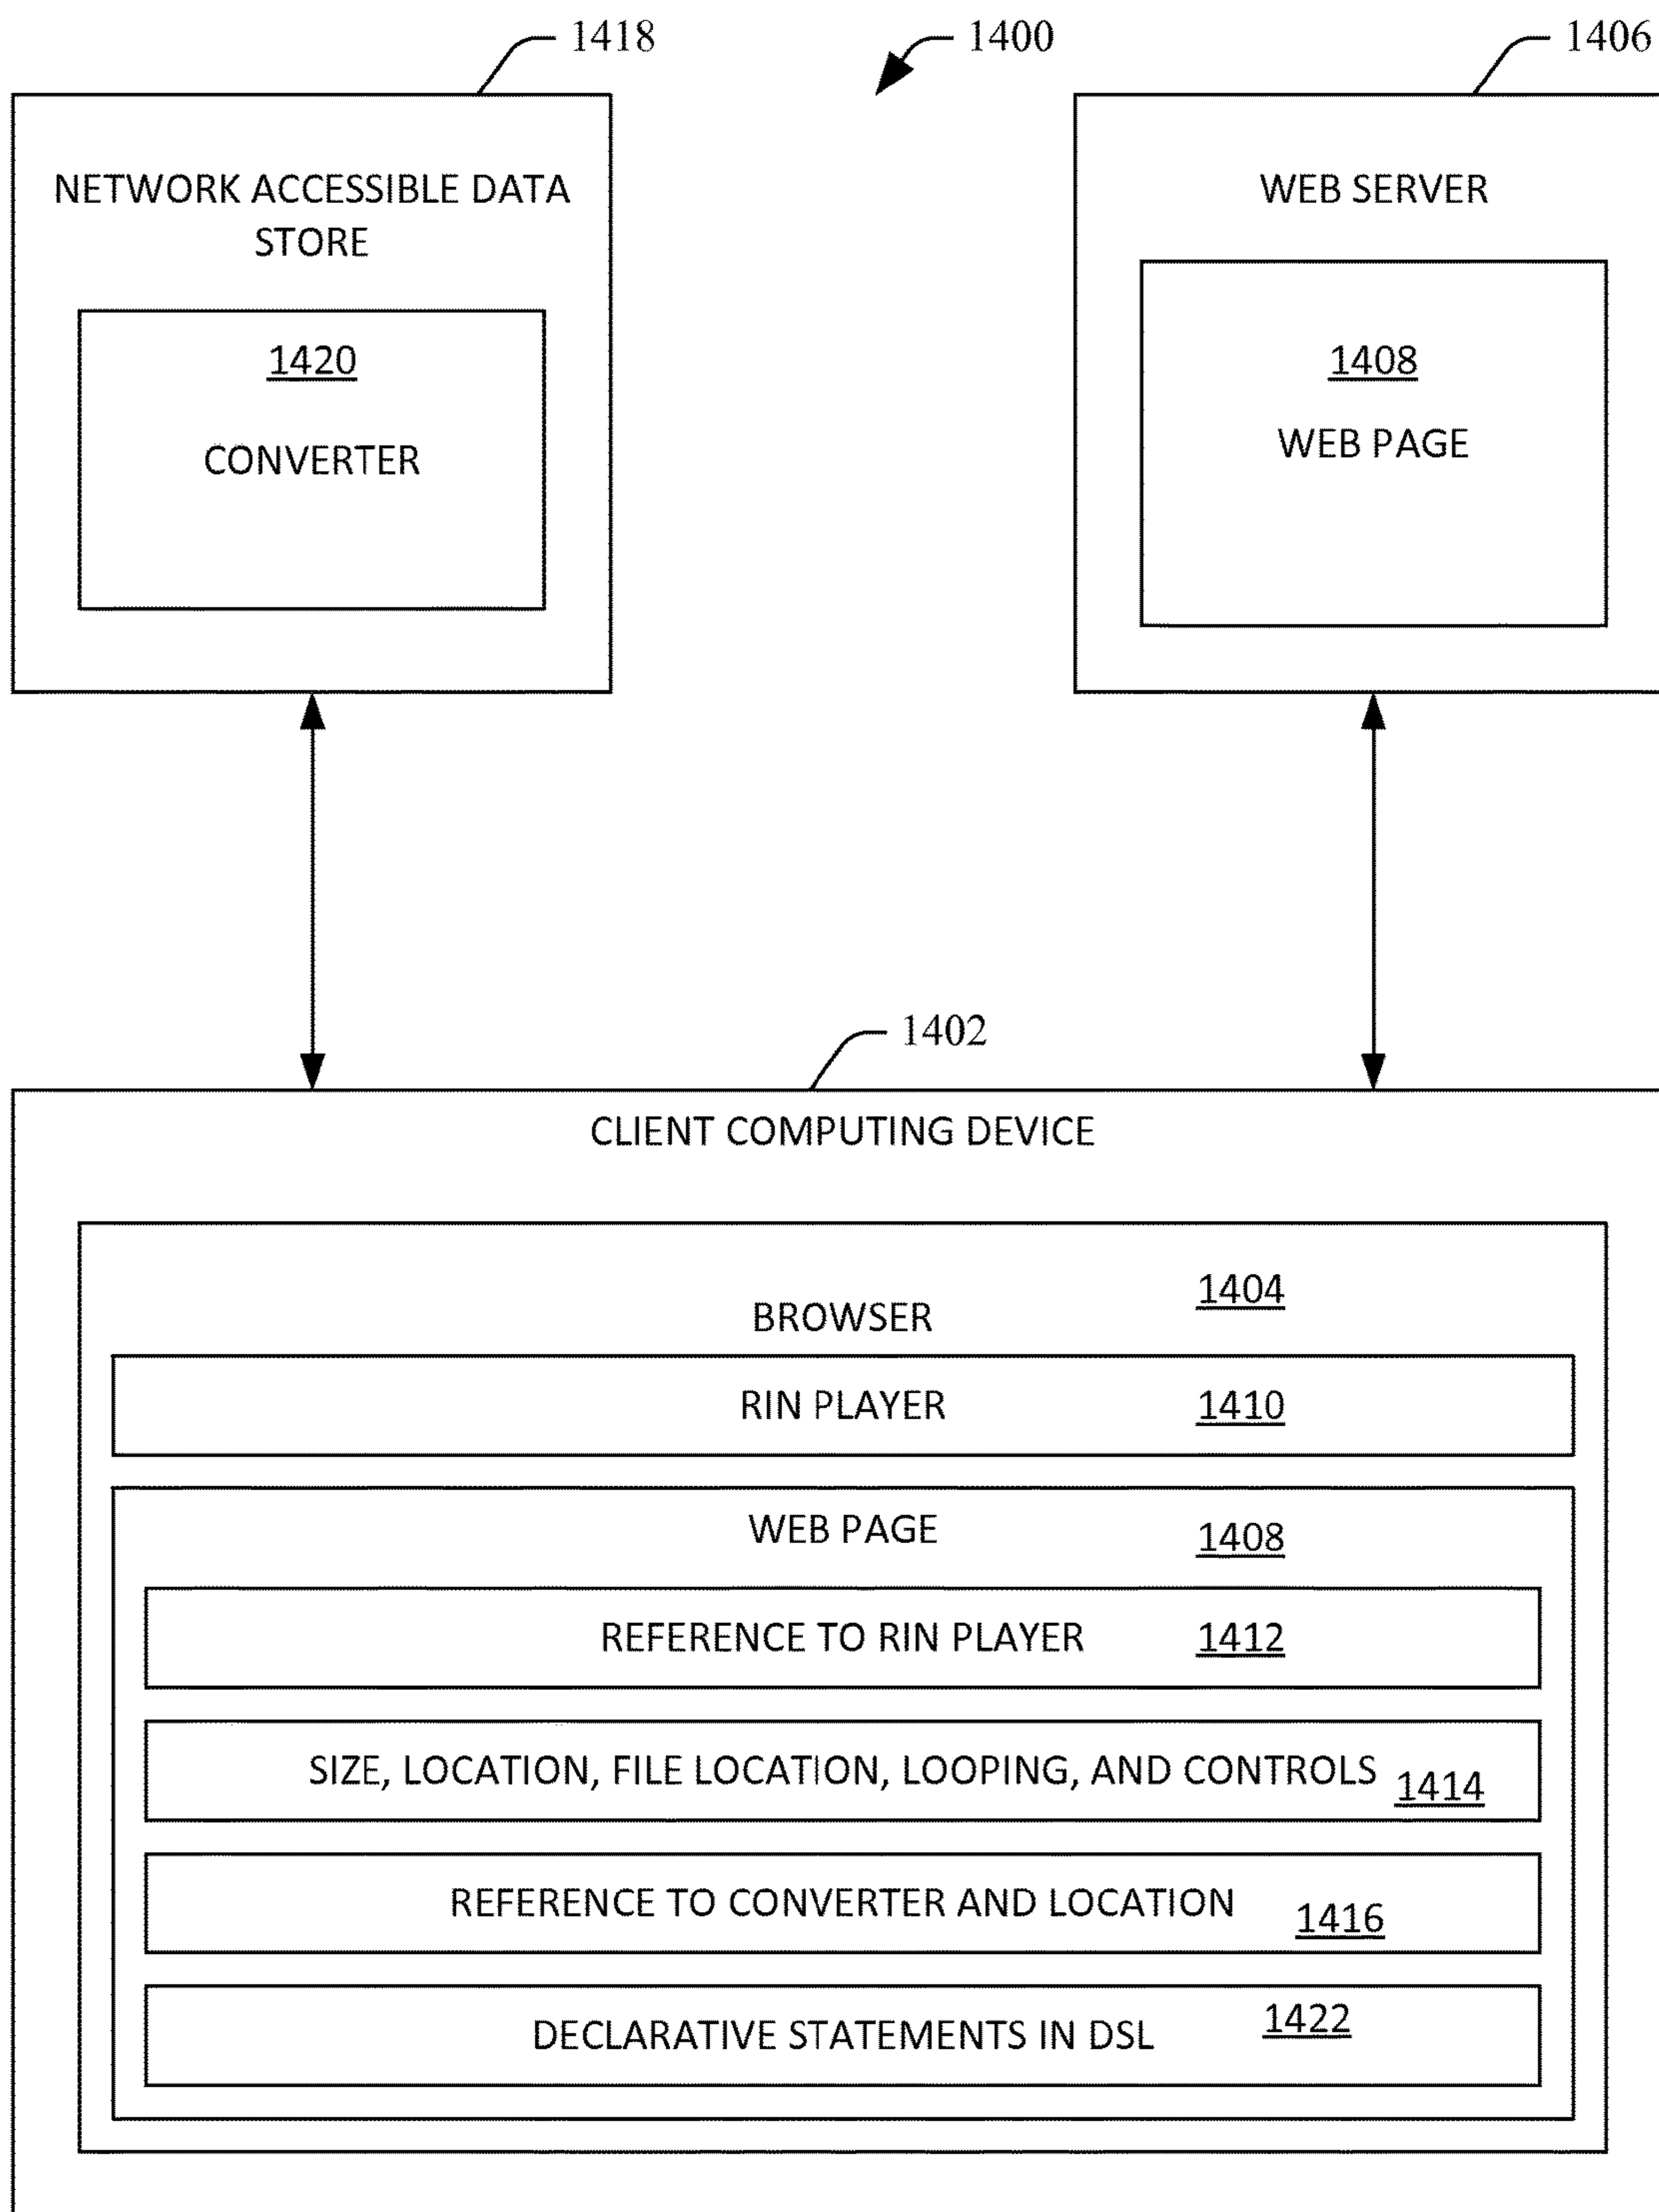 1418
1400
1406
NETWORK ACCESSIBLE DATA
STORE
1420
CONVERTER
WEB SERVER
1408
WEB PAGE
1402
CLIENT COMPUTING DEVICE
BROWSER 1404
RIN PLAYER 1410
WEB PAGE 1408
REFERENCE TO RIN PLAYER 1412
SIZE, LOCATION, FILE LOCATION, LOOPING, AND CONTROLS 1414
REFERENCE TO CONVERTER AND LOCATION 1416
DECLARATIVE STATEMENTS IN DSL 1422